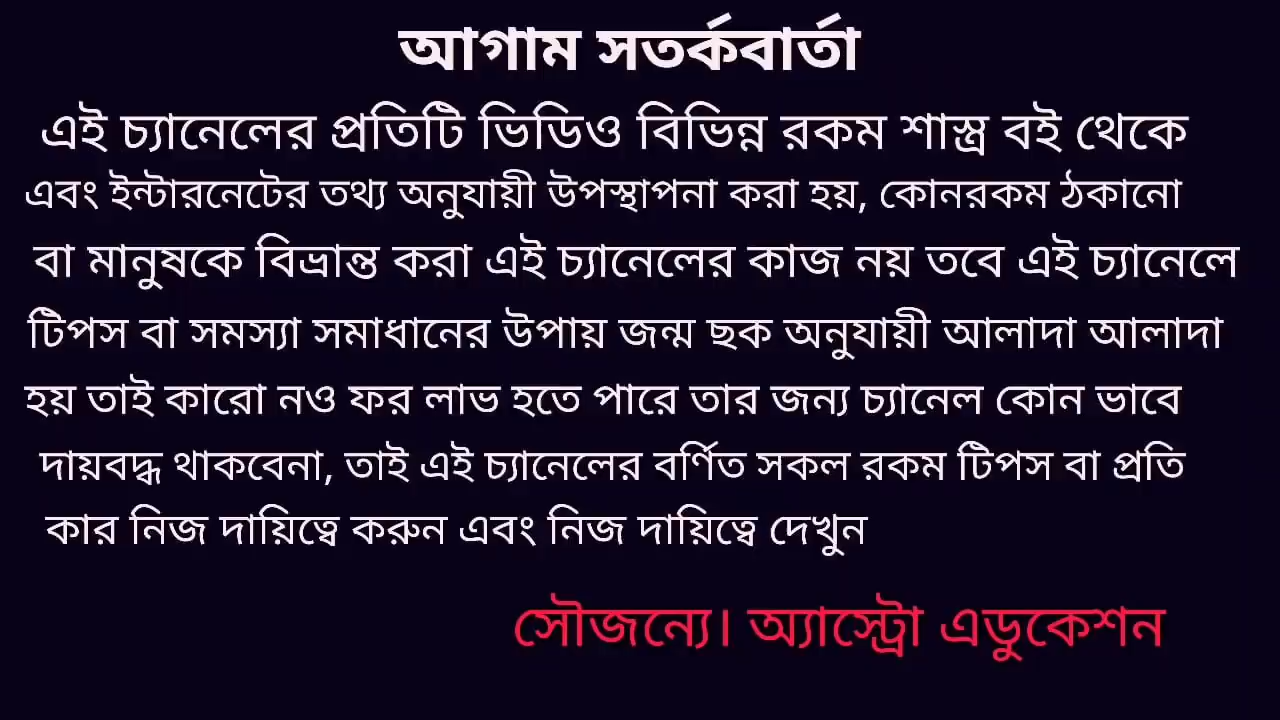 আগাম সতর্কবার্তা
এই চ্যানেলের প্রতিটি ভিডিও বিভিন্ন রকম শাস্ত্র বই থেকে
এবং ইন্টারনেটের তথ্য অনুযায়ী উপস্থাপনা করা হয়, কোনরকম ঠকানো
বা মানুষকে বিভ্রান্ত করা এই চ্যানেলের কাজ নয় তবে এই চ্যানেলে
টিপস বা সমস্যা সমাধানের উপায় জন্ম ছক অনুযায়ী আলাদা আলাদা
হয় তাই কারো নও ফর লাভ হতে পারে তার জন্য চ্যানেল কোন ভাবে
দায়বদ্ধ থাকবেনা, তাই এই চ্যানেলের বর্ণিত সকল রকম টিপস বা প্রতি
কার নিজ দায়িত্বে করুন এবং নিজ দায়িত্বে দেখুন
সৌজন্যে। অ্যাস্ট্রো এডুকেশন